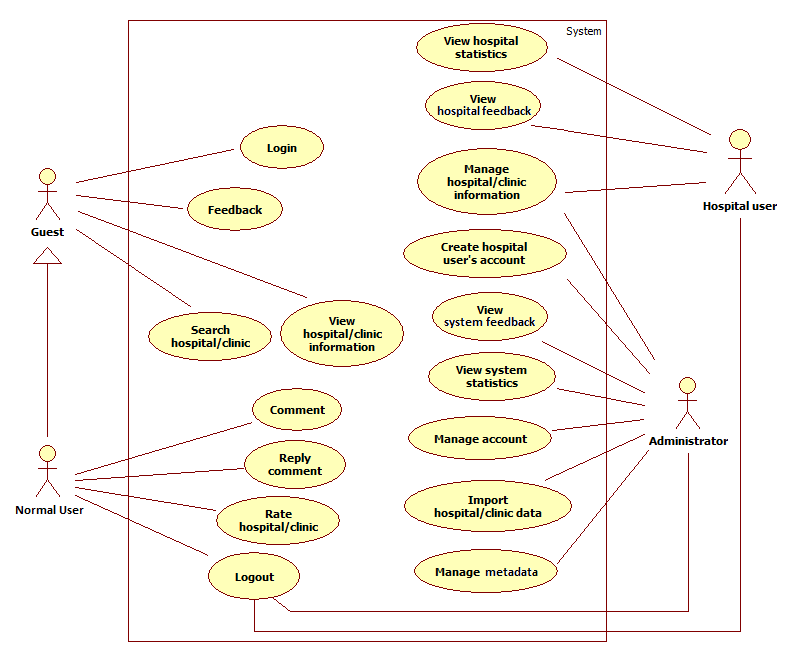 System
View hospital
statistics
View
hospital feedback
Login
Manage
hospital/clinic
information
Feedback
Hospital user
Guest
Create hospital
user's account
View
system feedback
Search
hospital/clinic
View
hospital/clinic
information
View system
statistics
Comment
Manage account
Administrator
Reply
comment
Import
hospital/clinic data
Normal User
Rate
hospital/clinic
Manage metadata
Logout